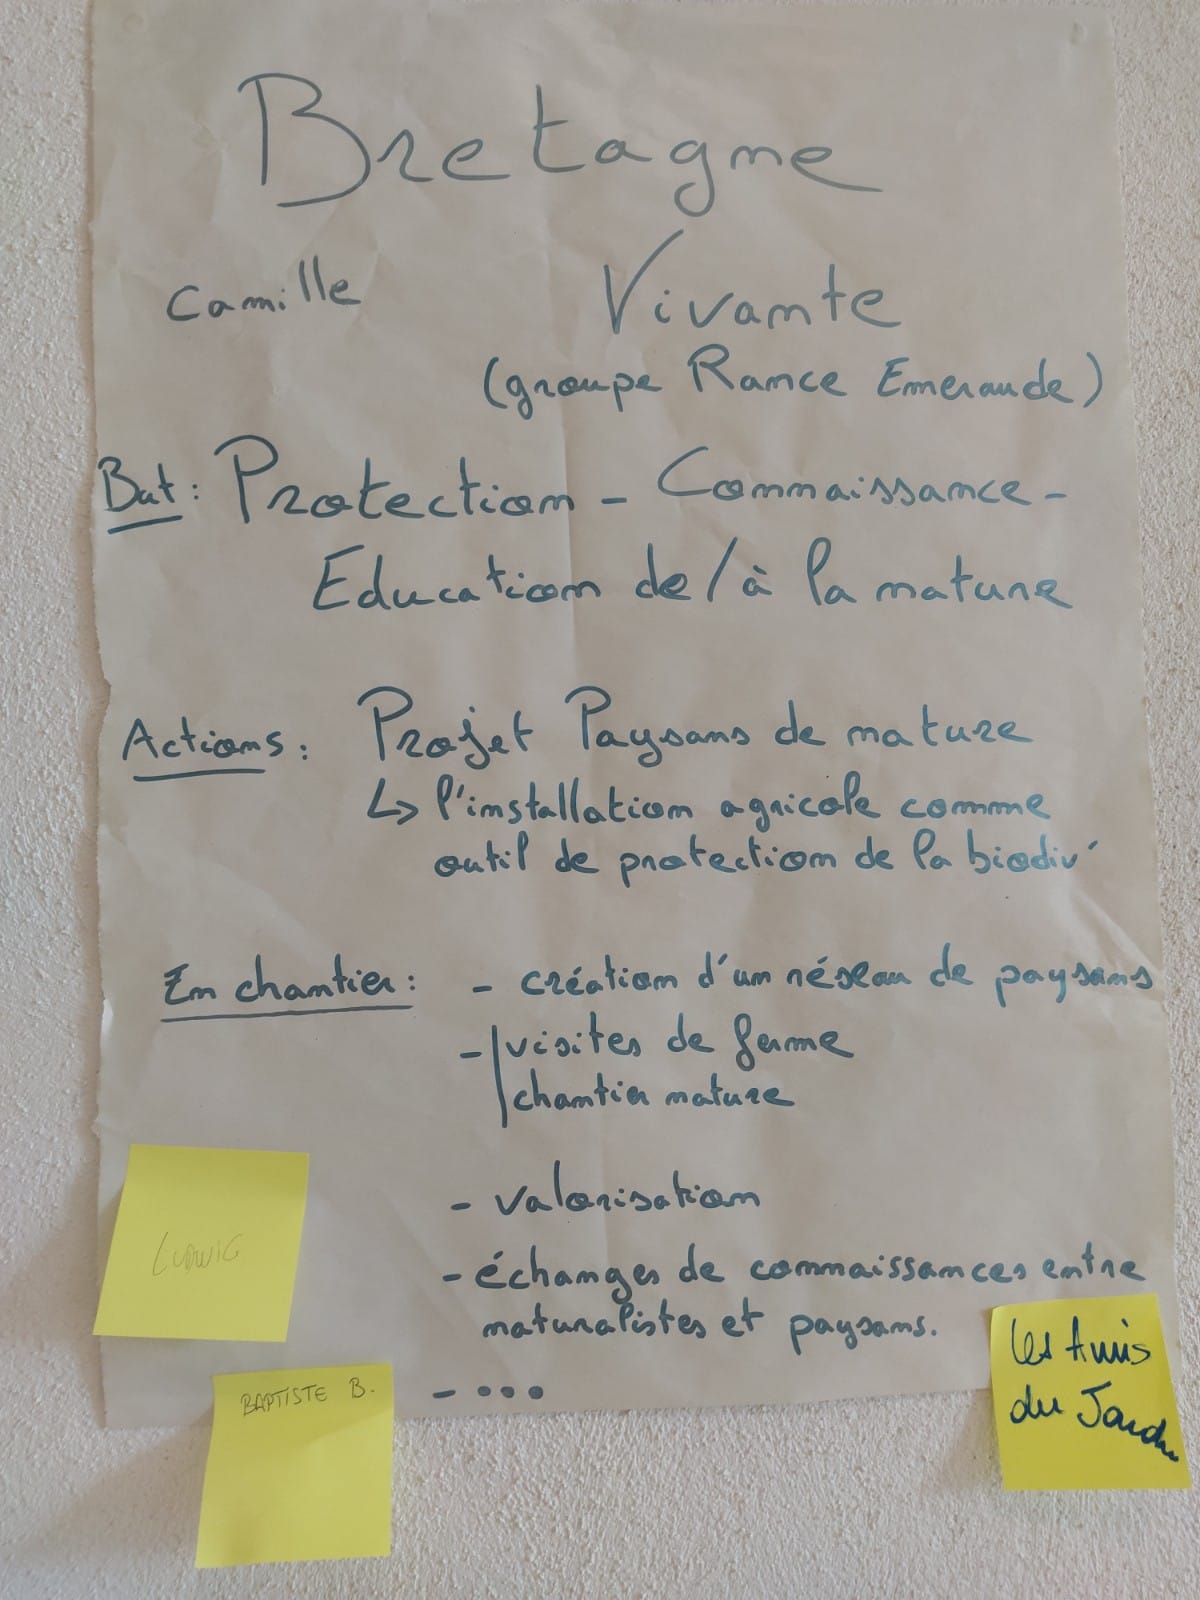 Bretagne
Camille
Vivante
(groupe Rance Emeraude)
But : Protection - Connaissance -
Education de / à la nature
Actions : Projet Paysans de nature
↳ l'installation agricole comme
outil de protection de la biodiv'
En chantier : - création d'un réseau de paysans
- visites de ferme
chantier nature
- valorisation
- échanges de connaissances entre
naturalistes et paysans.
- ...
LUDWIG
BAPTISTE B.
Les Amis
du Jardin